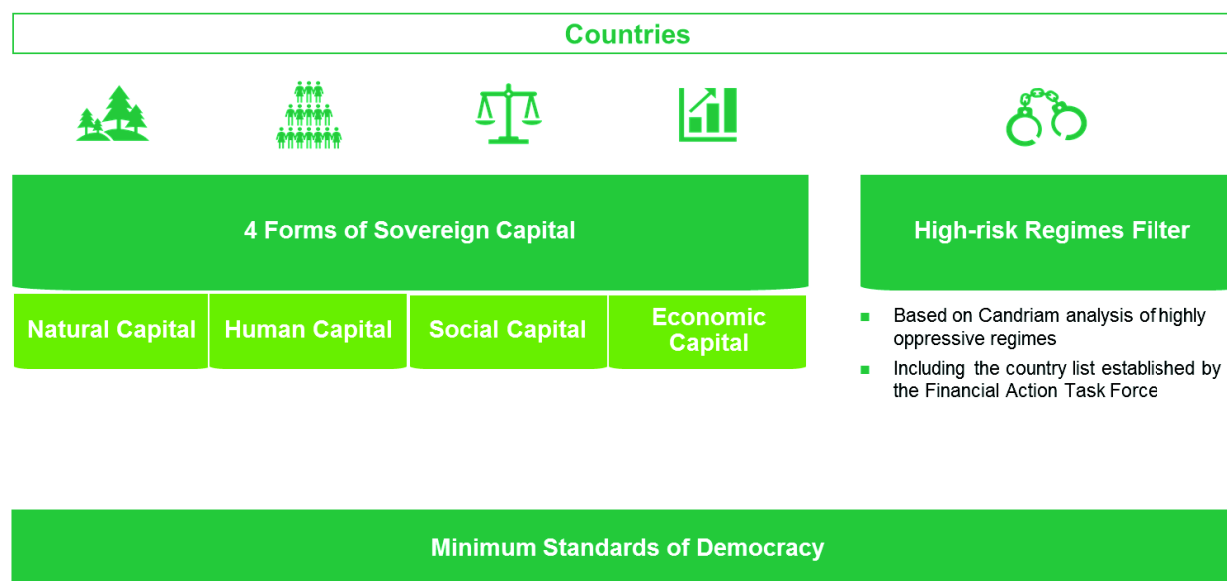 Countries
4 Forms of Sovereign Capital
High-risk Regimes Filter
Natural Capital
Human Capital
Social Capital
Economic
Capital
Based on Candriam analysis of highly
oppressive regimes
Including the country list established by
the Financial Action Task Force
Minimum Standards of Democracy